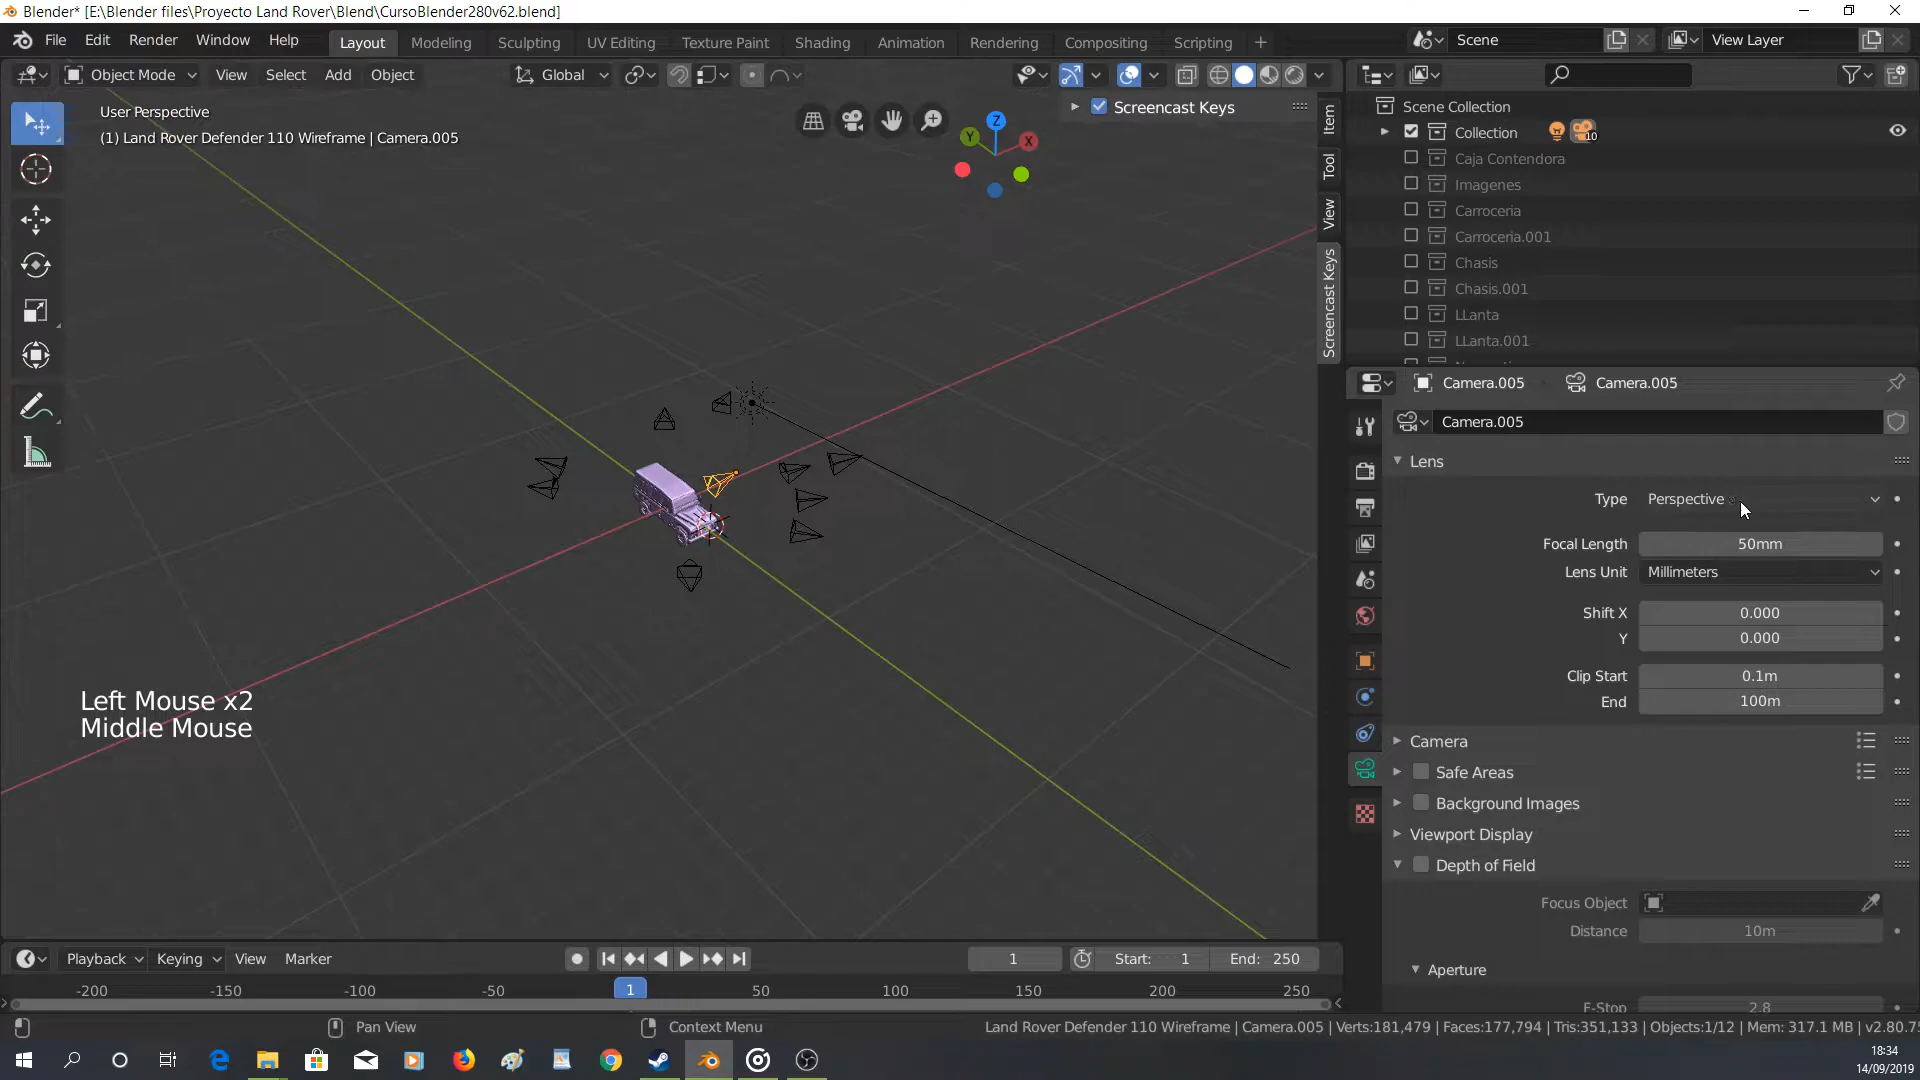 Blender* [E:\Blender files\Proyecto Land Rover\Blend\CursoBlender280v62.blend]
File Edit Render Window Help
Layout Modeling Sculpting UV Editing Texture Paint Shading Animation Rendering Compositing Scripting +
Scene
View Layer
Object Mode View Select Add Object
Global
User Perspective
(1) Land Rover Defender 110 Wireframe | Camera.005
Screencast Keys
X
Y
Z
Item
Tool
View
Screencast Keys
Scene Collection
Collection
10
Caja Contendora
Imagenes
Carroceria
Carroceria.001
Chasis
Chasis.001
LLanta
LLanta.001
Camera.005
Camera.005
Camera.005
Lens
Type Perspective
Focal Length 50mm
Lens Unit Millimeters
Shift X 0.000
Y 0.000
Clip Start 0.1m
End 100m
Camera
Safe Areas
Background Images
Viewport Display
Depth of Field
Focus Object
Distance 10m
Aperture
F-Stop 2.8
Left Mouse x2
Middle Mouse
Playback Keying View Marker
1
Start: 1
End: 250
-200 -150 -100 -50 1 50 100 150 200 250
Pan View
Context Menu
Land Rover Defender 110 Wireframe | Camera.005 | Verts:181,479 | Faces:177,794 | Tris:351,133 | Objects:1/12 | Mem: 317.1 MB | v2.80.75
18:34
14/09/2019